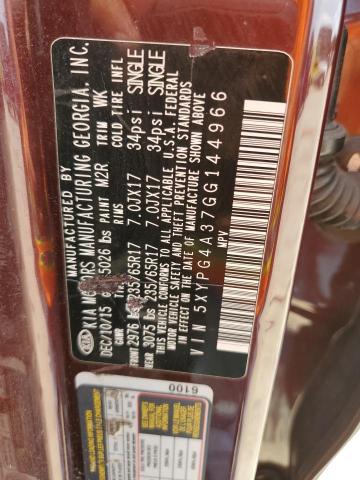 MANUFACTURED BY
KIA MOTORS MANUFACTURING GEORGIA, INC.
DEC/10/15 PAINT M2R TRIM WK
GVWR 5026 lbs RIMS COLD TIRE INFL
FRONT 2976 lbs 235/65R17 7.0JX17 34psi SINGLE
REAR 3075 lbs 235/65R17 7.0JX17 34psi SINGLE
THIS VEHICLE CONFORMS TO ALL APPLICABLE U.S.A. FEDERAL
MOTOR VEHICLE SAFETY AND THEFT PREVENTION STANDARDS
IN EFFECT ON THE DATE OF MANUFACTURE SHOWN ABOVE
VIN 5XYPG4A37GG144966
MPV
KIA
6100